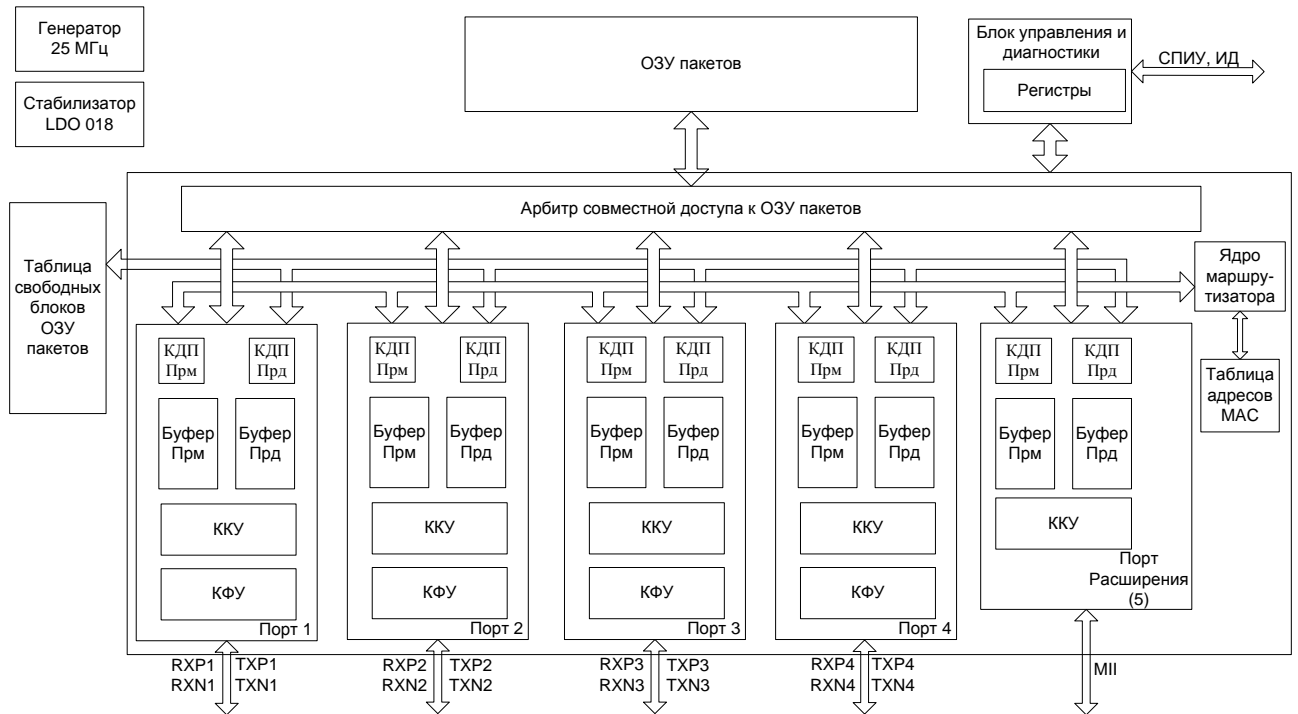 Генератор
25 МГц
Стабилизатор
LDO 018
ОЗУ пакетов
Блок управления и
диагностики
Регистры
СПИУ, ИД
Арбитр совместной доступа к ОЗУ пакетов
Таблица
свободных
блоков
ОЗУ
пакетов
Ядро
маршру-
тизатора
Таблица
адресов
MAC
КДП
Прм
КДП
Прд
Буфер
Прм
Буфер
Прд
ККУ
КФУ
Порт 1
КДП
Прм
КДП
Прд
Буфер
Прм
Буфер
Прд
ККУ
КФУ
Порт 2
КДП
Прм
КДП
Прд
Буфер
Прм
Буфер
Прд
ККУ
КФУ
Порт 3
КДП
Прм
КДП
Прд
Буфер
Прм
Буфер
Прд
ККУ
КФУ
Порт 4
КДП
Прм
КДП
Прд
Буфер
Прм
Буфер
Прд
ККУ
Порт
Расширения
(5)
RXP1 TXP1
RXN1 TXN1
RXP2 TXP2
RXN2 TXN2
RXP3 TXP3
RXN3 TXN3
RXP4 TXP4
RXN4 TXN4
MII